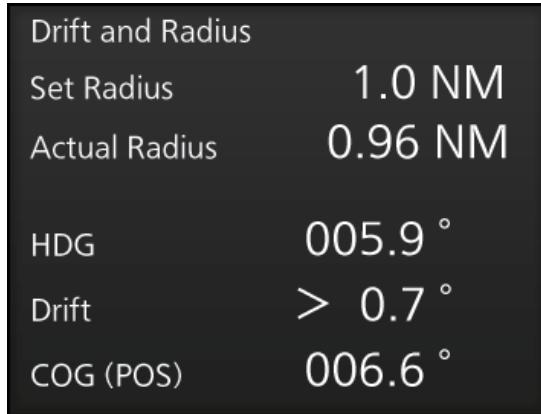 Drift and Radius
Set Radius 1.0 NM
Actual Radius 0.96 NM
HDG 005.9 °
Drift > 0.7 °
COG (POS) 006.6 °